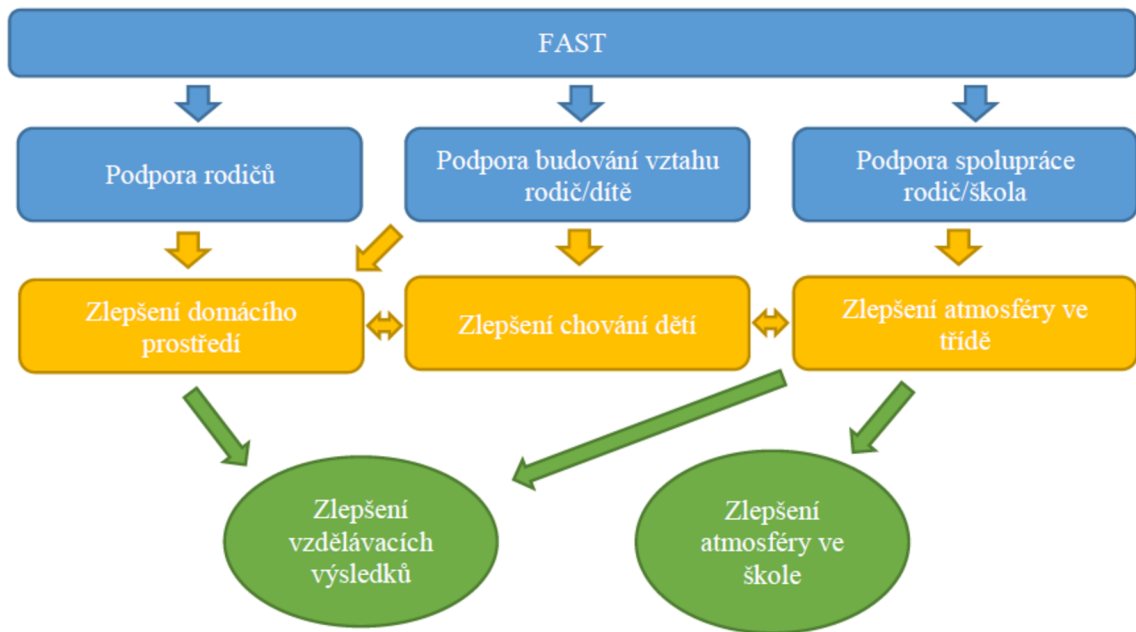 FAST
Podpora rodičů
Podpora budování vztahu
rodič/dítě
Podpora spolupráce
rodič/škola
Zlepšení domácího
prostředí
Zlepšení chování dětí
Zlepšení atmosféry ve
třídě
Zlepšení
vzdělávacích
výsledků
Zlepšení
atmosféry ve
škole